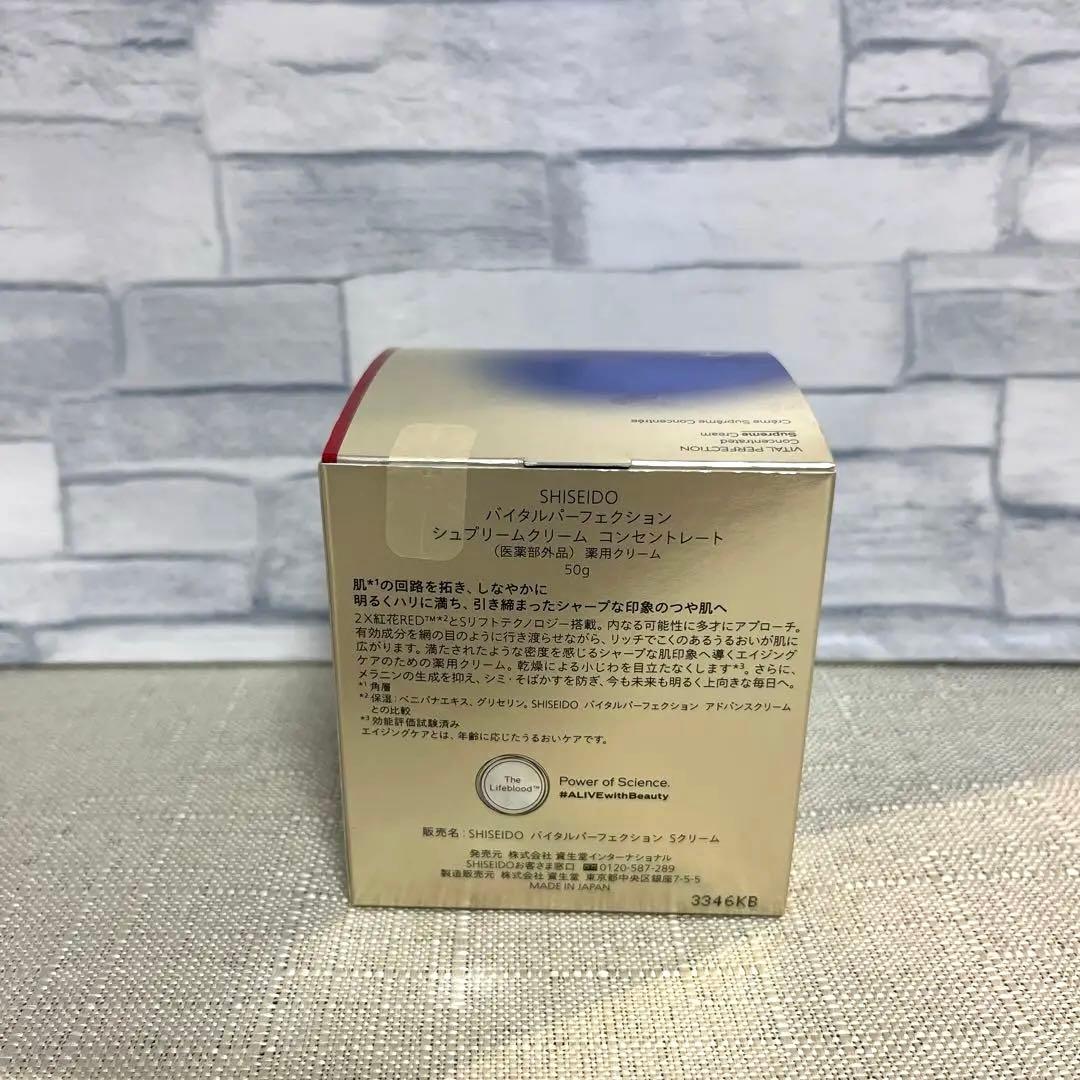 Crème Suprême Concentrée
Supreme Cream
Concentrated
VITAL PERFECTION
SHISEIDO
バイタルパーフェクション
シュプリームクリーム コンセントレート
(医薬部外品) 薬用クリーム
50g
肌*1の回路を拓き、しなやかに
明るくハリに満ち、引き締まったシャープな印象のつや肌へ
2X紅花RED™*2とSリフトテクノロジー搭載。内なる可能性に多才にアプローチ。
有効成分を網の目のように行き渡らせながら、リッチでこくのあるうるおいが肌に
広がります。満たされたような密度を感じるシャープな肌印象へ導くエイジング
ケアのための薬用クリーム。乾燥による小じわを目立たなくします*3。さらに、
メラニンの生成を抑え、シミ・そばかすを防ぎ、今も未来も明るく上向きな毎日へ。
*1 角層
*2 保湿:ベニバナエキス、グリセリン。SHISEIDO バイタルパーフェクション アドバンスクリーム
との比較
*3 効能評価試験済み
エイジングケアとは、年齢に応じたうるおいケアです。
The
Lifeblood™
Power of Science.
#ALIVEwithBeauty
販売名:SHISEIDO バイタルパーフェクション Sクリーム
発売元 株式会社 資生堂インターナショナル
SHISEIDOお客さま窓口 0120-587-289
製造販売元 株式会社 資生堂 東京都中央区銀座7-5-5
MADE IN JAPAN
3346KB